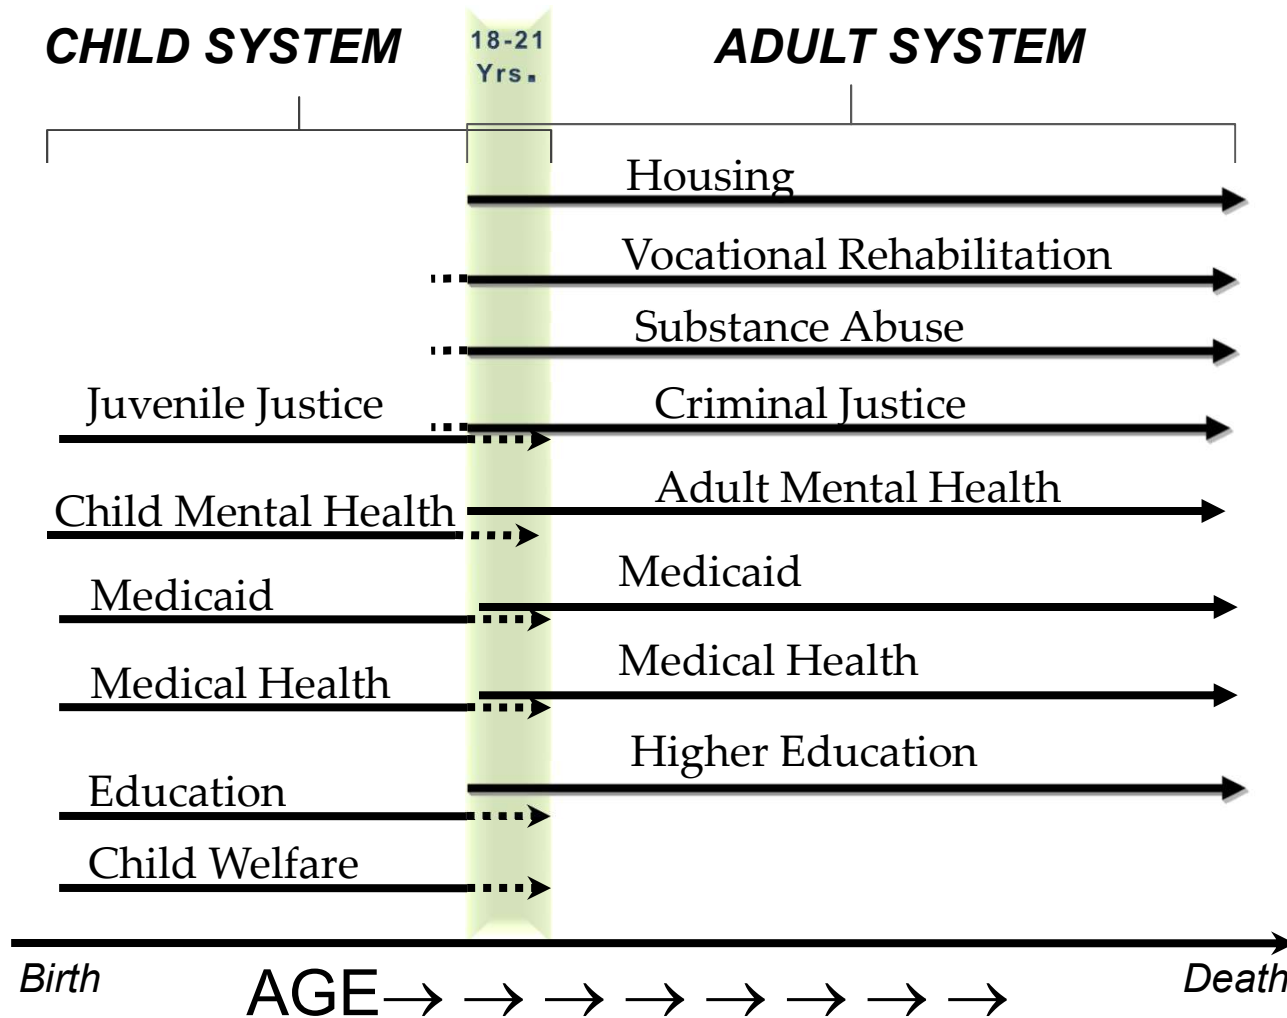 CHILD SYSTEM
18-21
Yrs.
ADULT SYSTEM
Housing
Vocational Rehabilitation
Substance Abuse
Juvenile Justice
Criminal Justice
Child Mental Health
Adult Mental Health
Medicaid
Medicaid
Medical Health
Medical Health
Higher Education
Education
Child Welfare
Birth
AGE→ → → → → → → →
Death